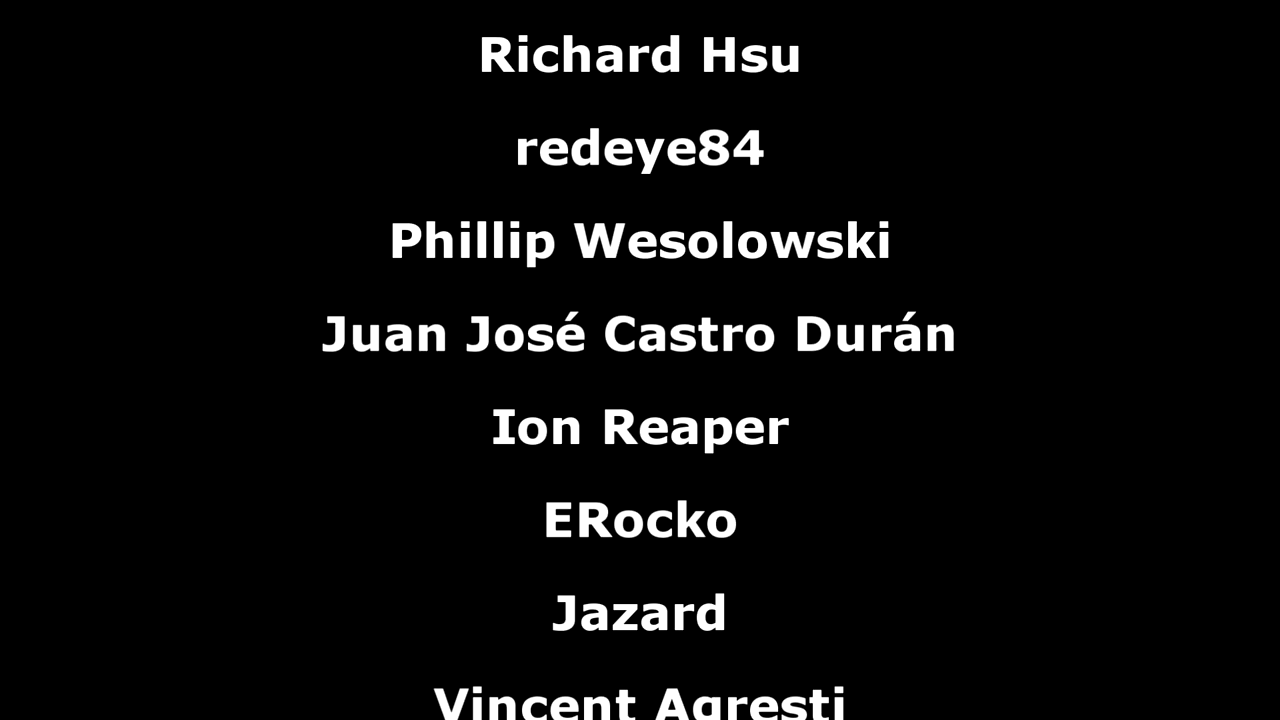 Richard Hsu
redeye84
Phillip Wesolowski
Juan José Castro Durán
Ion Reaper
ERocko
Jazard
Vincent Agresti